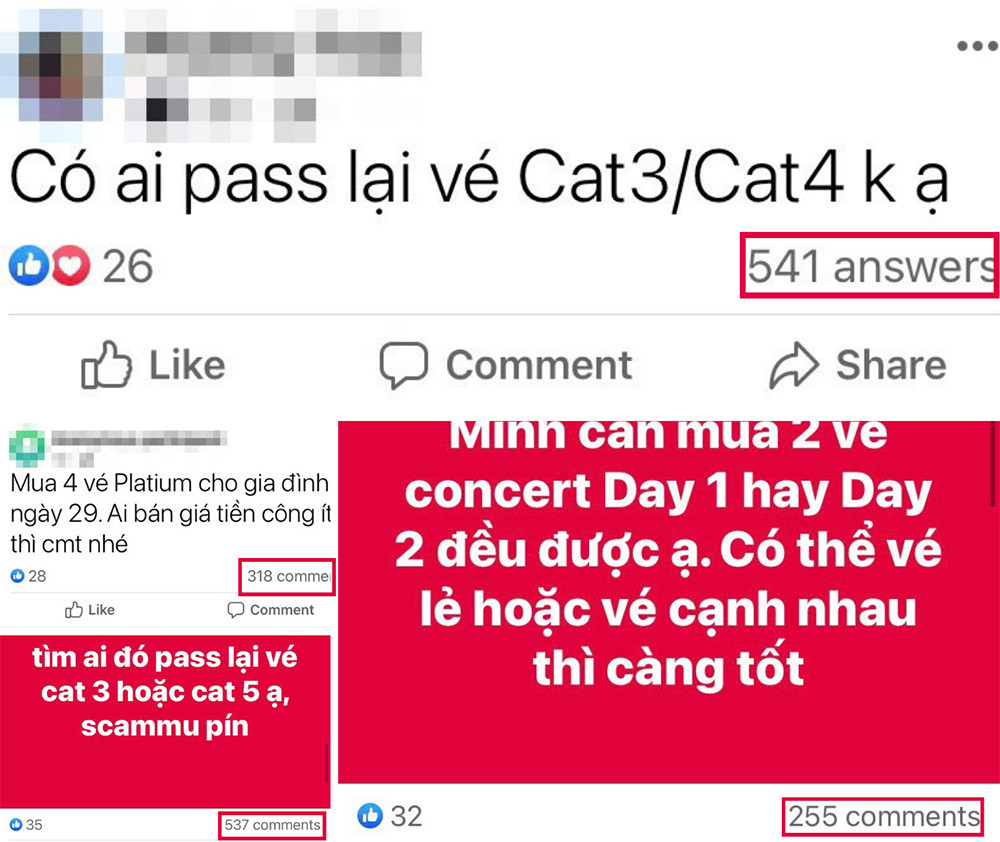 Có ai pass lại vé Cat3/Cat4 k ạ
26
541 answers
Like Comment Share
Mua 4 vé Platium cho gia đình
ngày 29. Ai bán giá tiền công ít
thì cmt nhé
28
318 comme
Like Comment
tìm ai đó pass lại vé
cat 3 hoặc cat 5 ạ,
scammu pín
35
537 comments
Mình cần mua 2 vé
concert Day 1 hay Day
2 đều được ạ. Có thể vé
lẻ hoặc vé cạnh nhau
thì càng tốt
32
255 comments